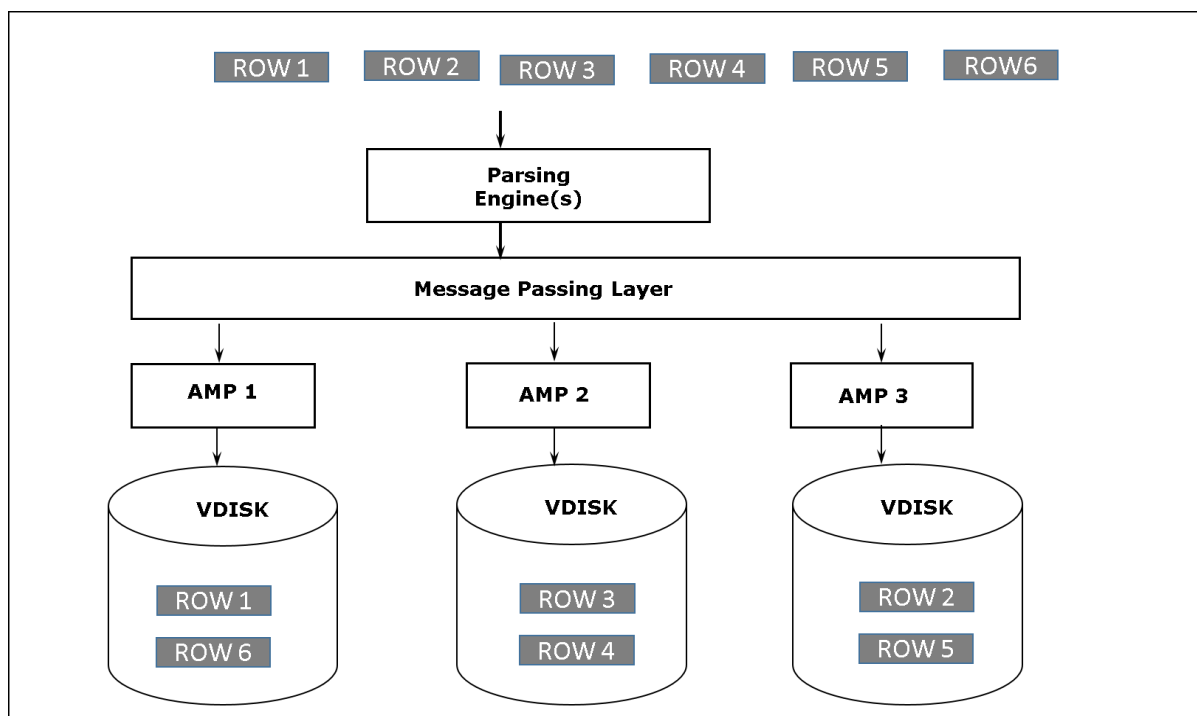 ROW 1 ROW 2 ROW 3 ROW 4 ROW 5 ROW6
Parsing
Engine(s)
Message Passing Layer
AMP 1 AMP 2 AMP 3
VDISK VDISK VDISK
ROW 1 ROW 3 ROW 2
ROW 6 ROW 4 ROW 5